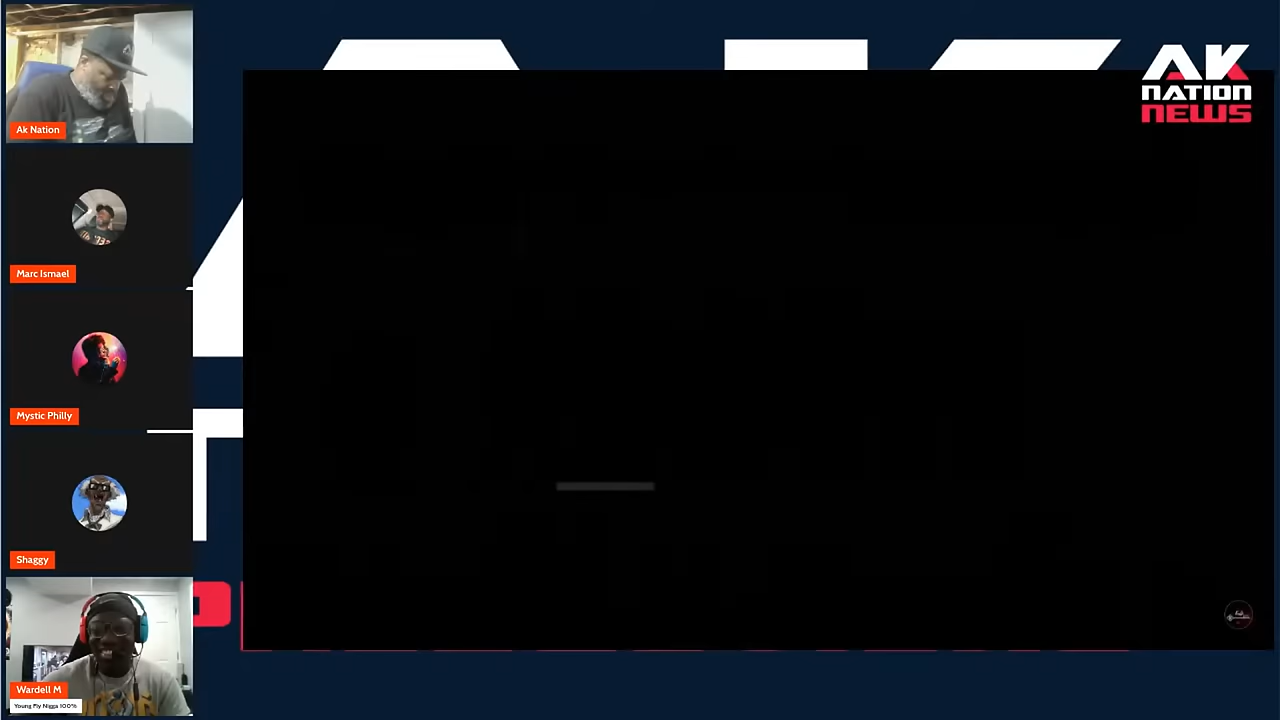 AK
NATION
NEWS
Ak Nation
Marc Ismael
Mystic Philly
Shaggy
Wardell M
Young Fly Nigga 100%